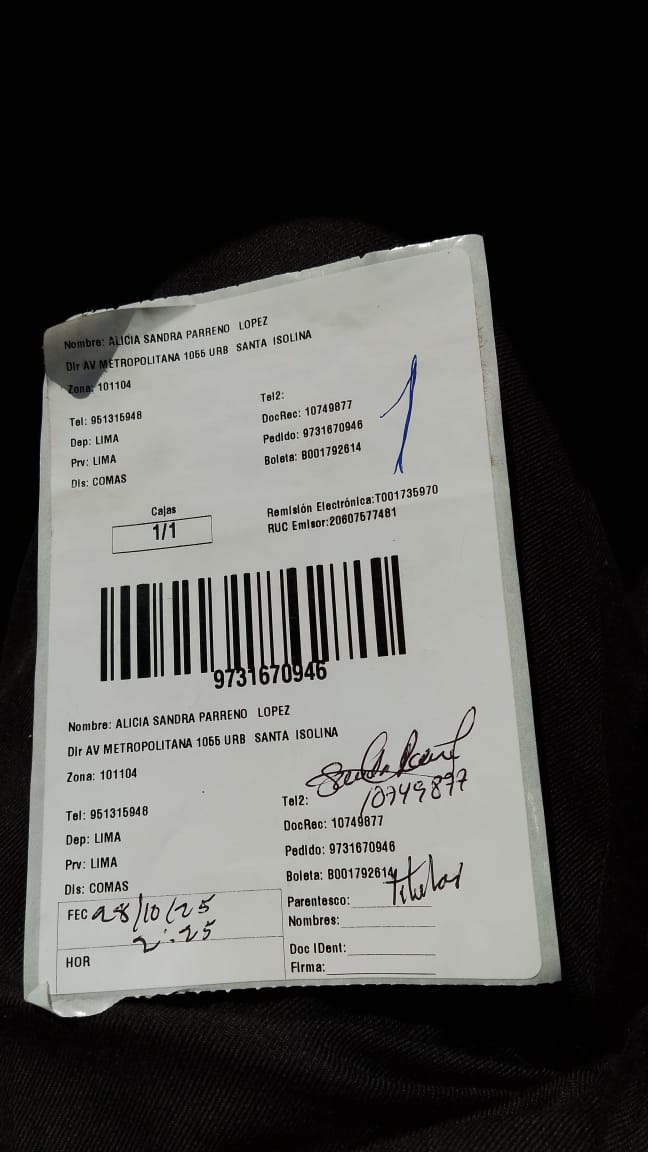 Nombre: ALICIA SANDRA PARRENO LOPEZ
Dir AV METROPOLITANA 1055 URB SANTA ISOLINA
Zona: 101104
Tel: 951315948
Dep: LIMA
Prv: LIMA
Dis: COMAS
Tel2:
DocRec: 10749877
Pedido: 9731670946
Boleta: B001792614
Cajas
1/1
Remisión Electrónica:T001735970
RUC Emisor:20607577481
9731670946
Nombre: ALICIA SANDRA PARRENO LOPEZ
Dir AV METROPOLITANA 1055 URB SANTA ISOLINA
Zona: 101104
Tel: 951315948
Dep: LIMA
Prv: LIMA
Dis: COMAS
FEC 28/10/25
2:25
HOR
Tel2:
10749877
DocRec: 10749877
Pedido: 9731670946
Boleta: B001792614
Parentesco: Titular
Nombres:
Doc IDent:
Firma: